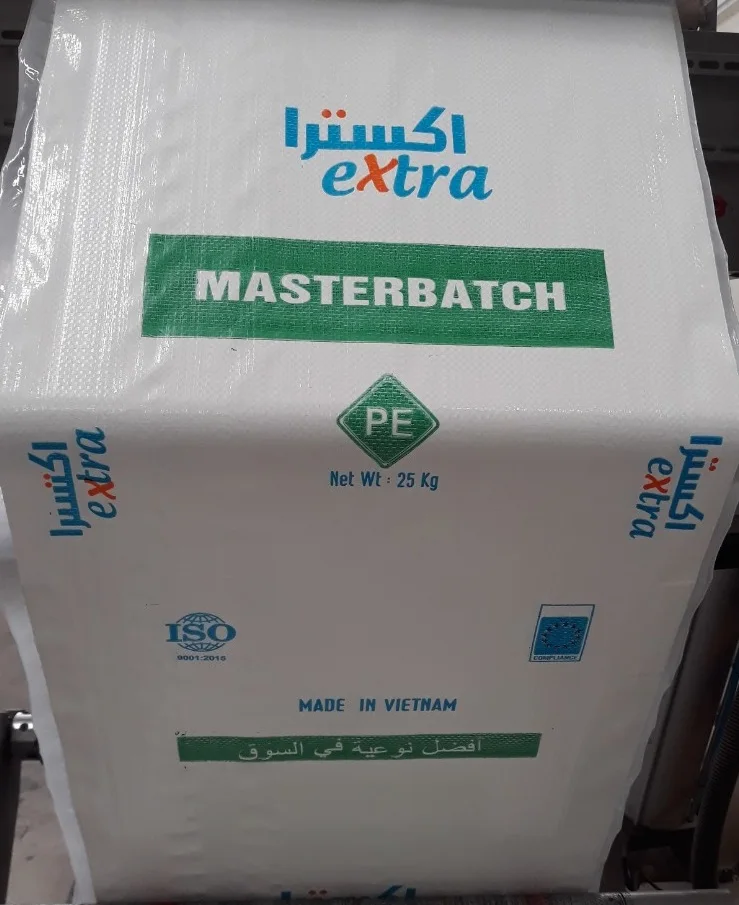 اكسترا
extra
MASTERBATCH
PE
Net Wt : 25 Kg
اكسترا
extra
اكسترا
extra
ISO
9001:2015
COMPLIANCE
MADE IN VIETNAM
افضل نوعية في السوق